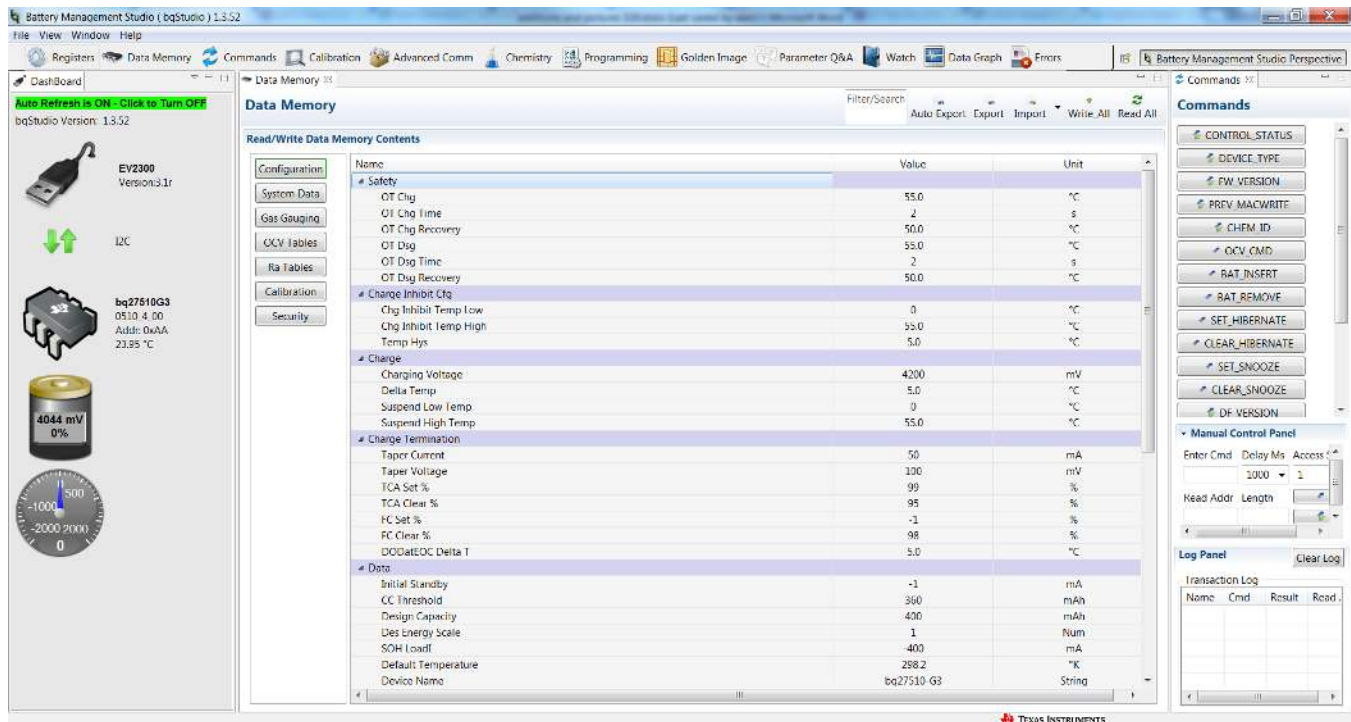 Battery Management Studio ( bqStudio ) 1.3.52
File View Window Help
Registers Data Memory Commands Calibration Advanced Comm Chemistry Programming Golden Image Parameter Q&A Watch Data Graph Errors Battery Management Studio Perspective
DashBoard
Auto Refresh is ON - Click to Turn OFF
bqStudio Version: 1.3.52
EV2300
Version:3.1r
I2C
bq27510G3
0510_4_00
Addr: 0xAA
23.95 °C
4044 mV
0%
500
-1000
-2000 2000
0
Data Memory
Data Memory
Filter/Search
Auto Export Export Import Write_All Read All
Read/Write Data Memory Contents
Configuration
System Data
Gas Gauging
OCV Tables
Ra Tables
Calibration
Security
Name Value Unit
Safety
OT Chg 55.0 °C
OT Chg Time 2 s
OT Chg Recovery 50.0 °C
OT Dsg 55.0 °C
OT Dsg Time 2 s
OT Dsg Recovery 50.0 °C
Charge Inhibit Cfg
Chg Inhibit Temp Low 0 °C
Chg Inhibit Temp High 55.0 °C
Temp Hys 5.0 °C
Charge
Charging Voltage 4200 mV
Delta Temp 5.0 °C
Suspend Low Temp 0 °C
Suspend High Temp 55.0 °C
Charge Termination
Taper Current 50 mA
Taper Voltage 100 mV
TCA Set % 99 %
TCA Clear % 95 %
FC Set % -1 %
FC Clear % 98 %
DODatEOC Delta T 5.0 °C
Data
Initial Standby -1 mA
CC Threshold 360 mAh
Design Capacity 400 mAh
Des Energy Scale 1 Num
SOH LoadI -400 mA
Default Temperature 298.2 °K
Device Name bq27510-G3 String
Commands
Commands
CONTROL_STATUS
DEVICE_TYPE
FW_VERSION
PREV_MACWRITE
CHEM_ID
OCV_CMD
BAT_INSERT
BAT_REMOVE
SET_HIBERNATE
CLEAR_HIBERNATE
SET_SNOOZE
CLEAR_SNOOZE
DF_VERSION
Manual Control Panel
Enter Cmd Delay Ms Access
1000 1
Read Addr Length
Log Panel Clear Log
Transaction Log
Name Cmd Result Read
TEXAS INSTRUMENTS